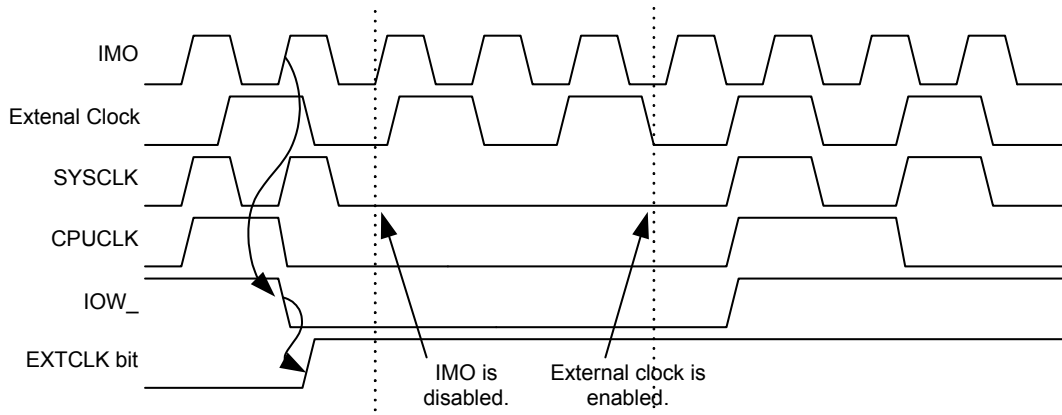 IMO
Extenal Clock
SYSCLK
CPUCLK
IOW_
EXTCLK bit
IMO is
disabled.
External clock is
enabled.